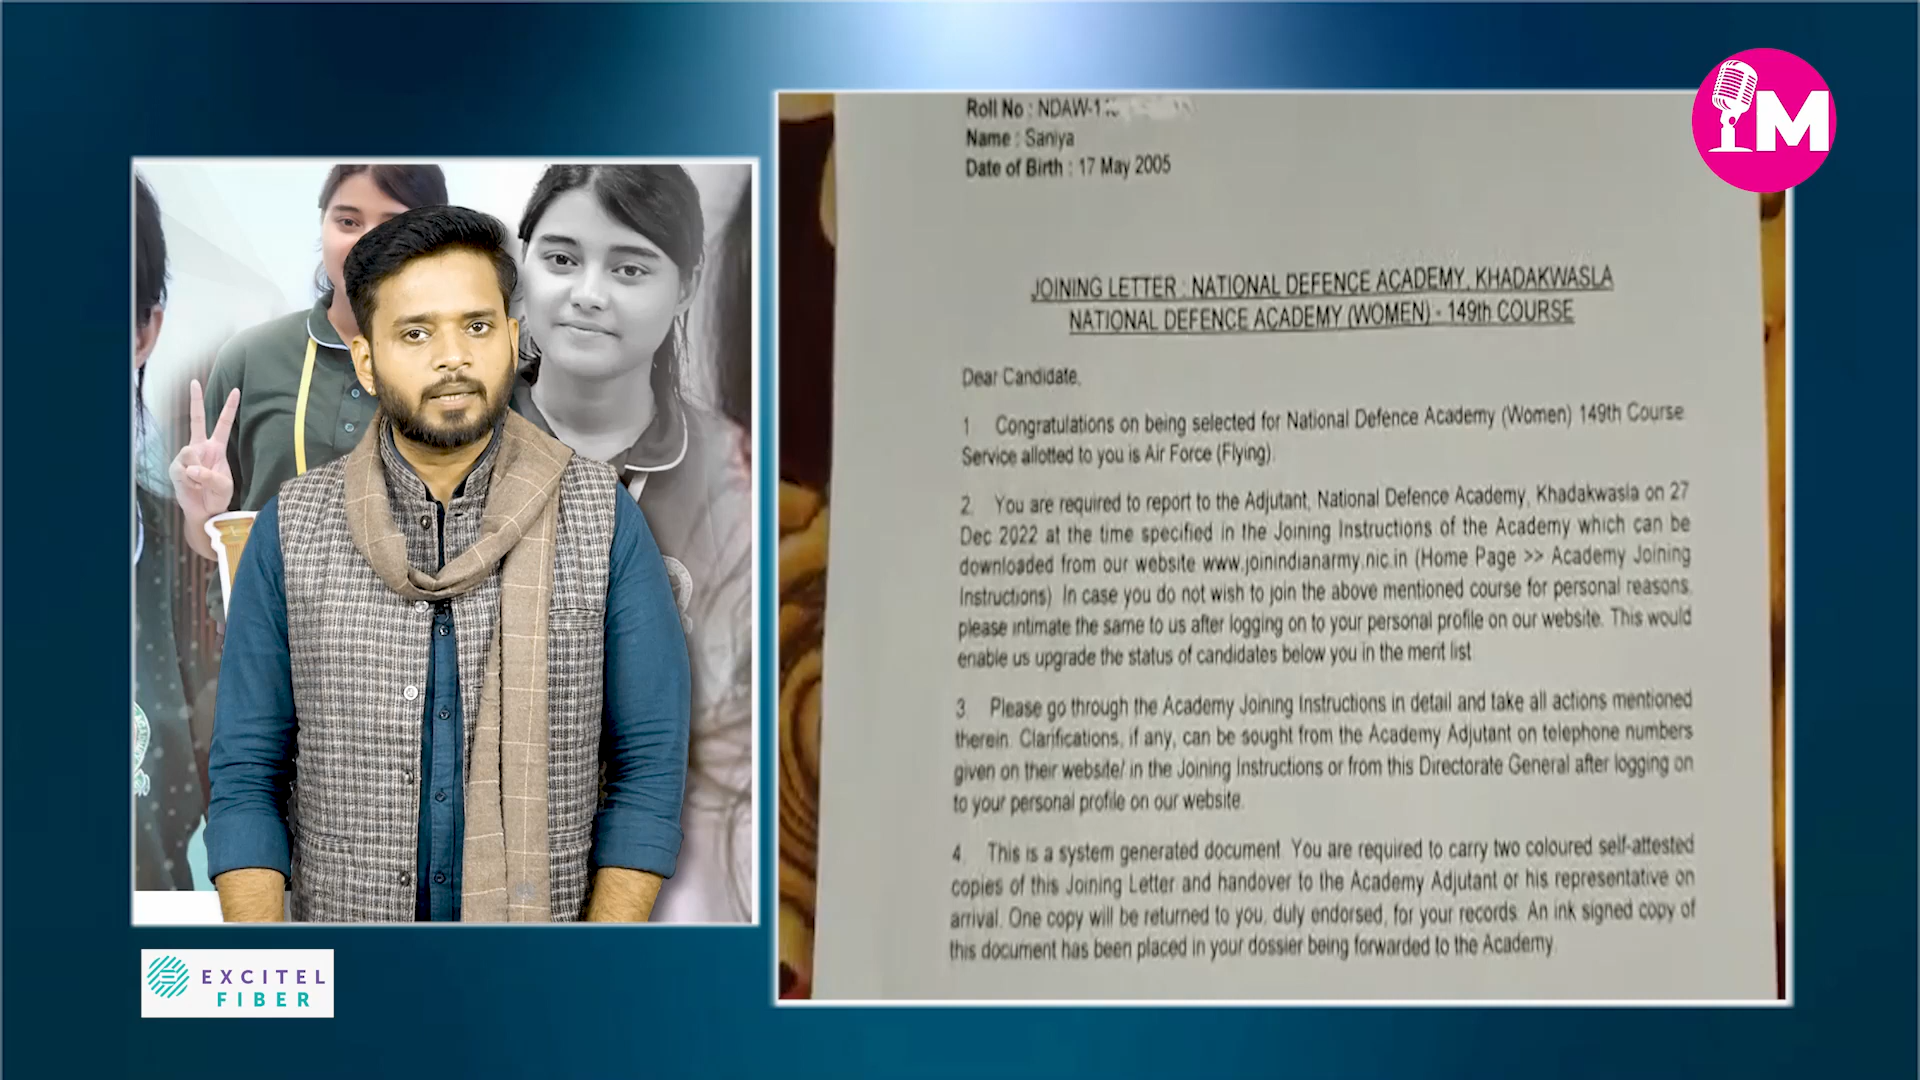 Roll No : NDAW-1
Name : Saniya
Date of Birth : 17 May 2005
JOINING LETTER : NATIONAL DEFENCE ACADEMY, KHADAKWASLA
NATIONAL DEFENCE ACADEMY (WOMEN) - 149th COURSE
Dear Candidate,
1 Congratulations on being selected for National Defence Academy (Women) 149th Course
Service allotted to you is Air Force (Flying).
2. You are required to report to the Adjutant, National Defence Academy, Khadakwasla on 27
Dec 2022 at the time specified in the Joining Instructions of the Academy which can be
downloaded from our website www.joinindianarmy.nic.in (Home Page >> Academy Joining
Instructions) In case you do not wish to join the above mentioned course for personal reasons,
please intimate the same to us after logging on to your personal profile on our website. This would
enable us upgrade the status of candidates below you in the merit list
3. Please go through the Academy Joining Instructions in detail and take all actions mentioned
therein. Clarifications, if any, can be sought from the Academy Adjutant on telephone numbers
given on their website/ in the Joining Instructions or from this Directorate General after logging on
to your personal profile on our website.
4. This is a system generated document. You are required to carry two coloured self-attested
copies of this Joining Letter and handover to the Academy Adjutant or his representative on
arrival. One copy will be returned to you, duly endorsed, for your records. An ink signed copy of
this document has been placed in your dossier being forwarded to the Academy.
M
EXCITEL
FIBER